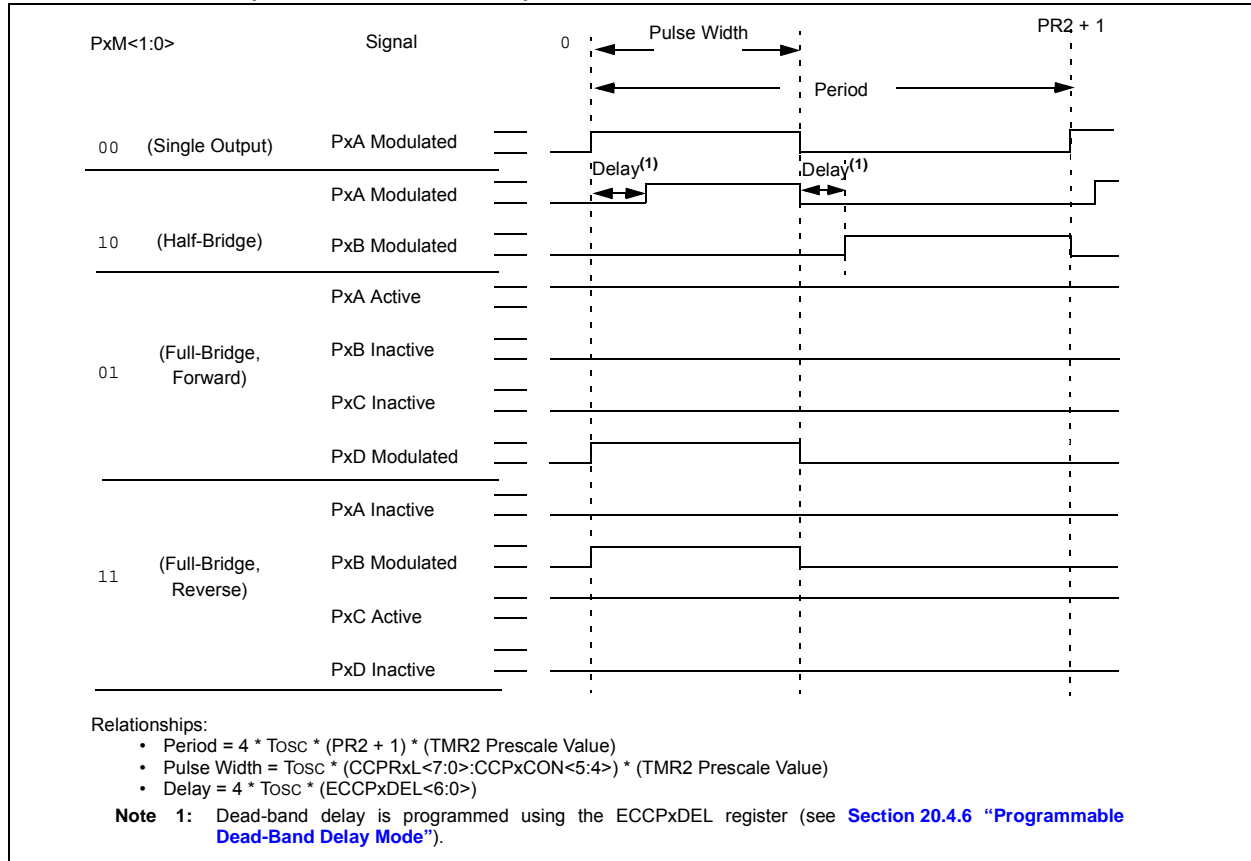 PxM<1:0> Signal 0 Pulse Width PR2 + 1
Period
00 (Single Output) PxA Modulated
Delay(1) Delay(1)
PxA Modulated
10 (Half-Bridge) PxB Modulated
PxA Active
01 (Full-Bridge, Forward) PxB Inactive
PxC Inactive
PxD Modulated
PxA Inactive
11 (Full-Bridge, Reverse) PxB Modulated
PxC Active
PxD Inactive
Relationships:
• Period = 4 * TOSC * (PR2 + 1) * (TMR2 Prescale Value)
• Pulse Width = TOSC * (CCPRxL<7:0>:CCPxCON<5:4>) * (TMR2 Prescale Value)
• Delay = 4 * TOSC * (ECCPxDEL<6:0>)
Note 1: Dead-band delay is programmed using the ECCPxDEL register (see Section 20.4.6 “Programmable
Dead-Band Delay Mode”).